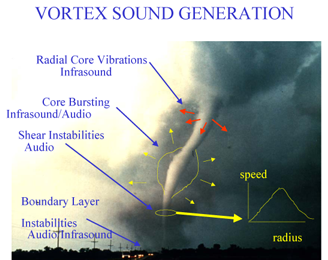 VORTEX SOUND GENERATION
Radial Core Vibrations
Infrasound
Core Bursting
Infrasound/Audio
Shear Instabilities
Audio
Boundary Layer
Instabilities
Audio/Infrasound
speed
radius